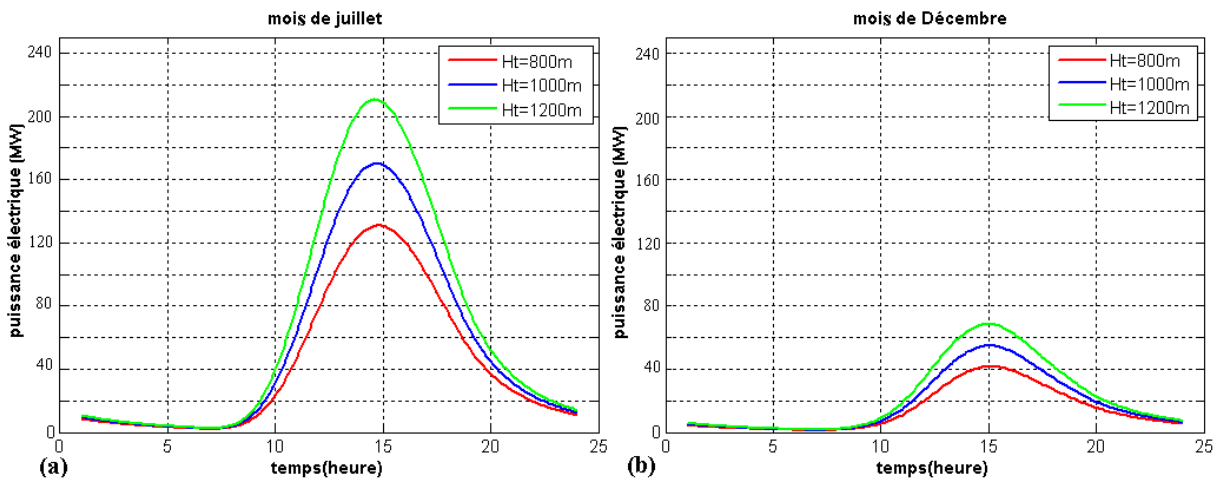 mois de juillet
240
200
160
120
80
40
0
puissance électrique (MW)
Ht=800m
Ht=1000m
Ht=1200m
0
5
10
15
20
25
temps(heure)
(a)
mois de Décembre
240
200
160
120
80
40
0
puissance électrique (MW)
Ht=800m
Ht=1000m
Ht=1200m
0
5
10
15
20
25
temps(heure)
(b)